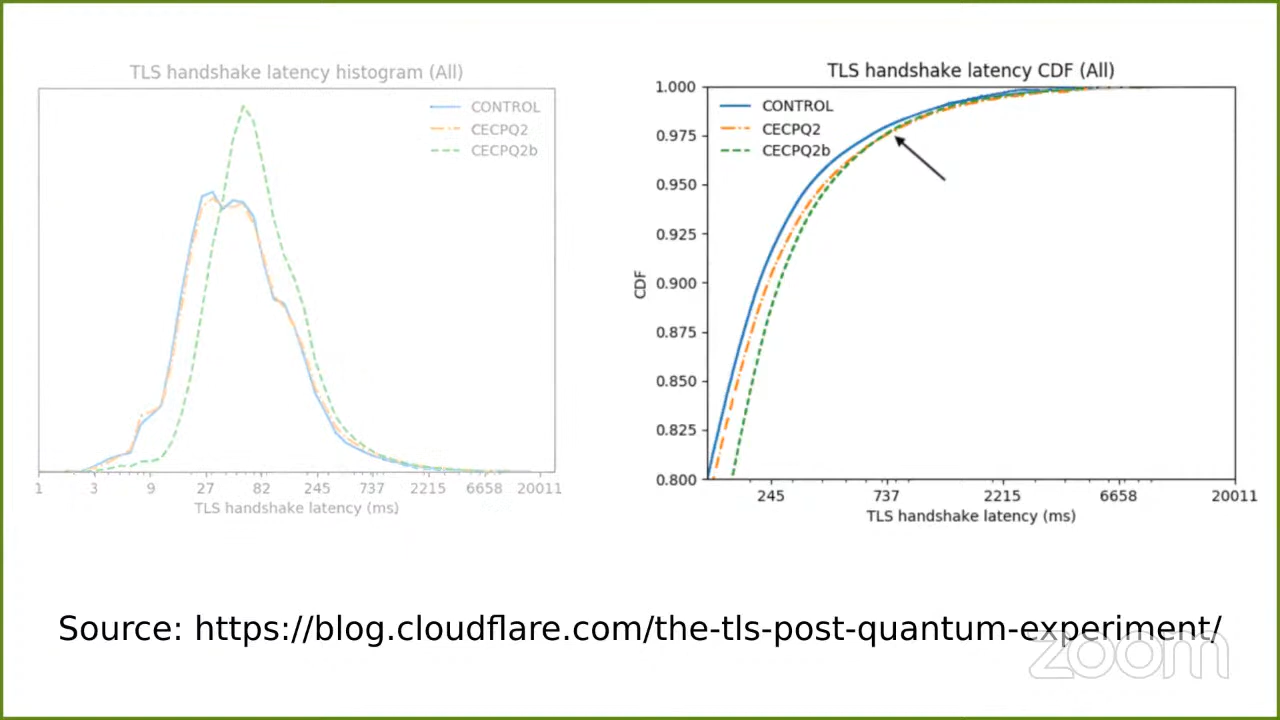 TLS handshake latency histogram (All)
CONTROL
CECPQ2
CECPQ2b
1 3 9 27 82 245 737 2215 6658 20011
TLS handshake latency (ms)
TLS handshake latency CDF (All)
CONTROL
CECPQ2
CECPQ2b
1.000
0.975
0.950
0.925
0.900
0.875
0.850
0.825
0.800
CDF
245 737 2215 6658 20011
TLS handshake latency (ms)
Source: https://blog.cloudflare.com/the-tls-post-quantum-experiment/
zoom